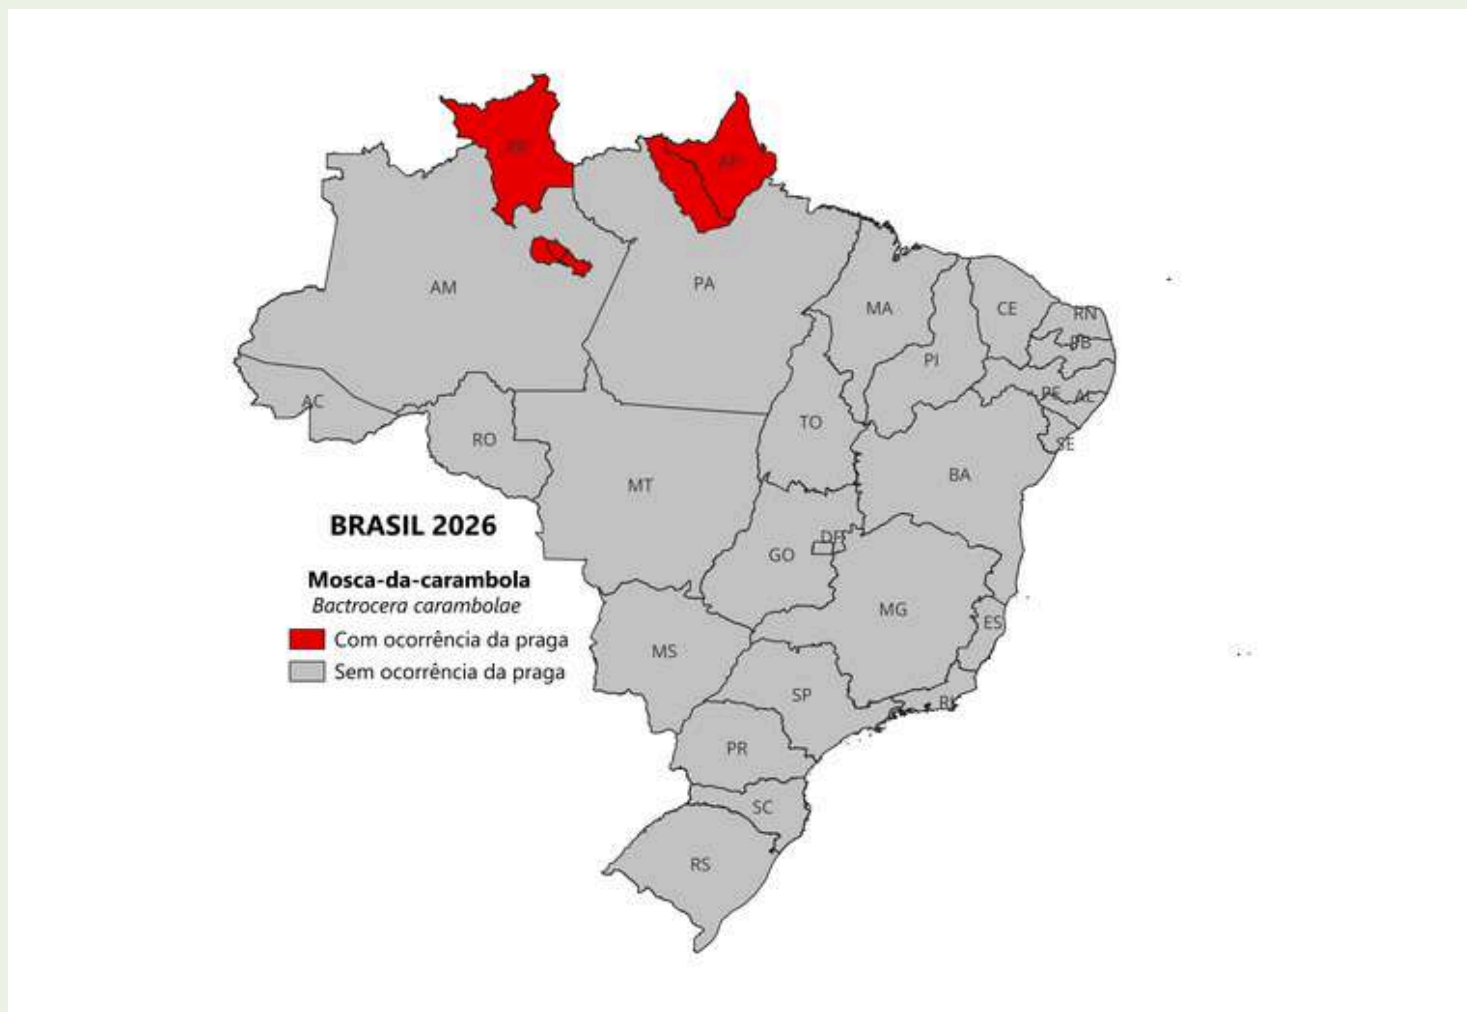 RR
AP
AM
PA
MA
CE
RN
PB
PI
PE
AL
AC
TO
SE
RO
BA
MT
BRASIL 2026
DF
GO
Mosca-da-carambola
Bactrocera carambolae
MG
ES
Com ocorrência da praga
MS
Sem ocorrência da praga
SP
RJ
PR
SC
RS